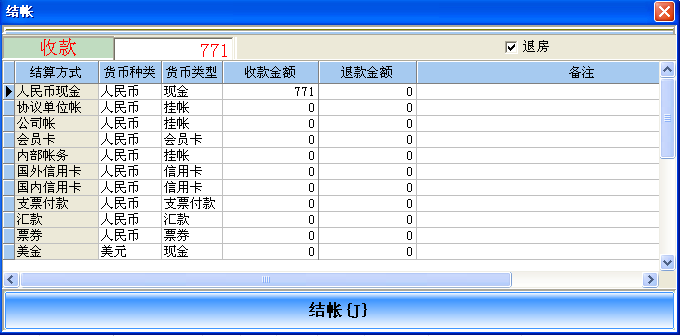 结帐
收款 771 退房
结算方式 货币种类 货币类型 收款金额 退款金额 备注
人民币现金 人民币 现金 771 0
协议单位帐 人民币 挂帐 0 0
公司帐 人民币 挂帐 0 0
会员卡 人民币 会员卡 0 0
内部帐务 人民币 挂帐 0 0
国外信用卡 人民币 信用卡 0 0
国内信用卡 人民币 信用卡 0 0
支票付款 人民币 支票付款 0 0
汇款 人民币 汇款 0 0
票券 人民币 票券 0 0
美金 美元 现金 0 0
结帐{J}